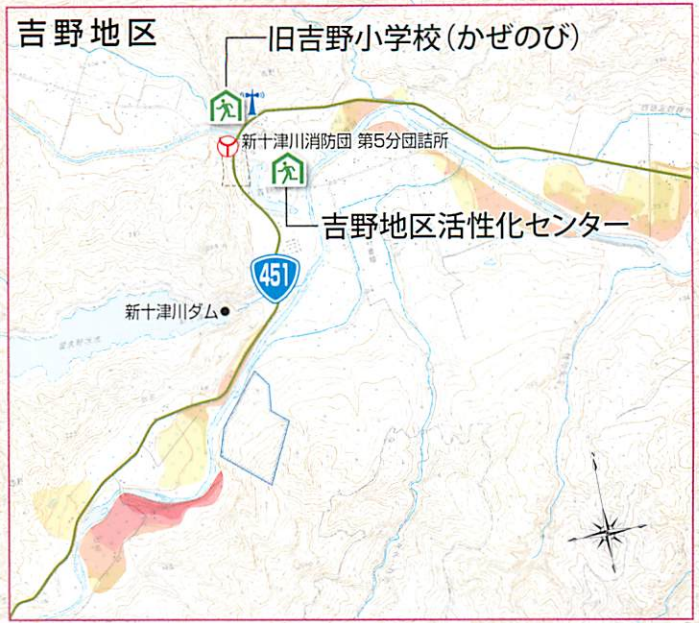 吉野地区
旧吉野小学校(かぜのび)
新十津川消防団 第5分団詰所
吉野地区活性化センター
451
新十津川ダム